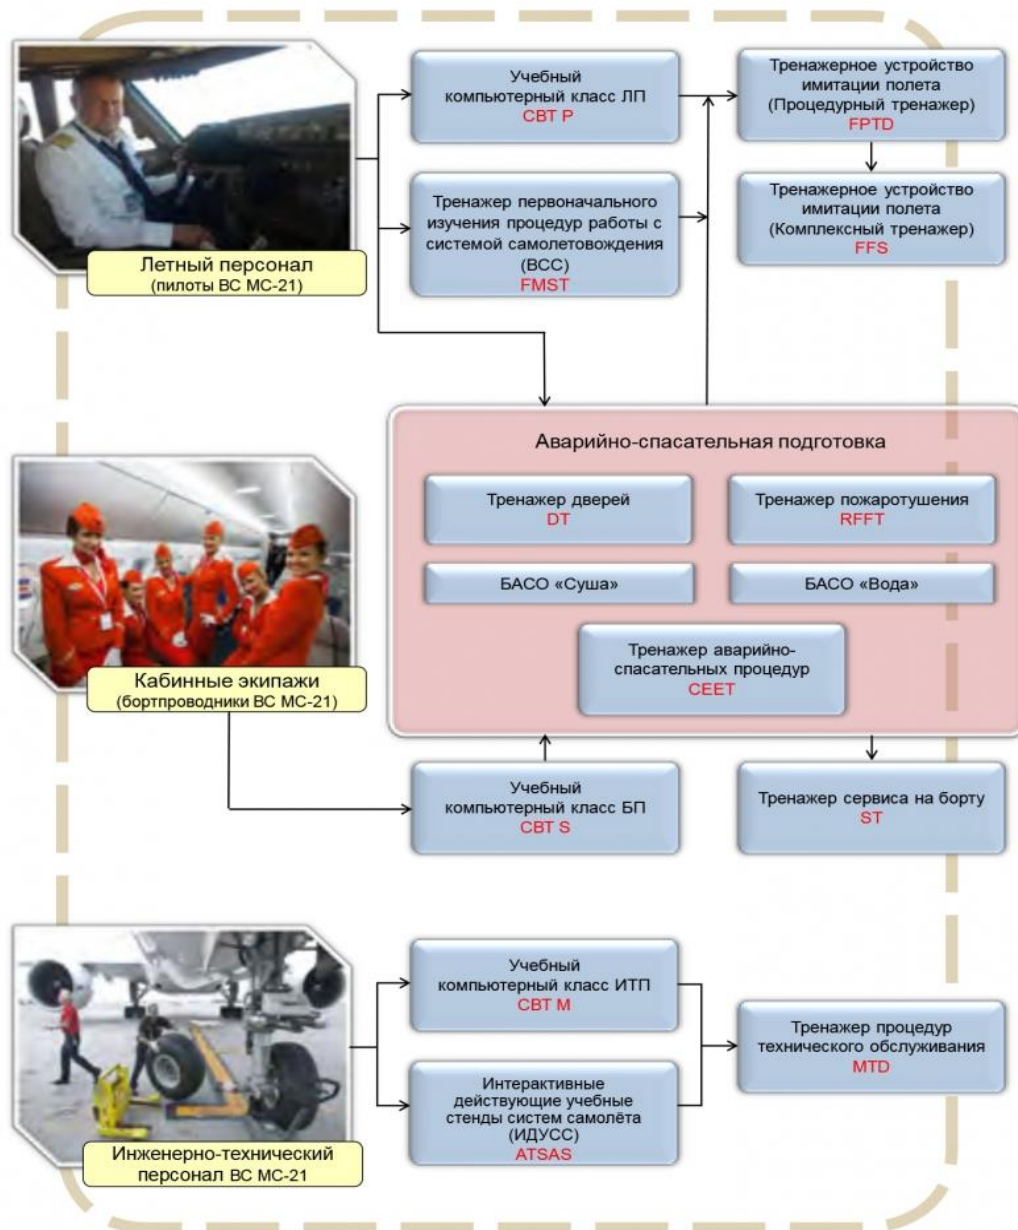 Учебный
компьютерный класс ЛП
CBT P
Тренажерное устройство
имитации полета
(Процедурный тренажер)
FPTD
Тренажер первоначального
изучения процедур работы с
системой самолетовождения
(ВСС)
FMST
Тренажерное устройство
имитации полета
(Комплексный тренажер)
FFS
Летный персонал
(пилоты ВС МС-21)
Аварийно-спасательная подготовка
Тренажер дверей
DT
Тренажер пожаротушения
RFFT
БАСО «Суша»
БАСО «Вода»
Тренажер аварийно-
спасательных процедур
CEET
Кабинные экипажи
(бортпроводники ВС МС-21)
Учебный
компьютерный класс БП
CBT S
Тренажер сервиса на борту
ST
Учебный
компьютерный класс ИТП
CBT M
Интерактивные
действующие учебные
стенды систем самолёта
(ИДУСС)
ATSAS
Тренажер процедур
технического обслуживания
MTD
Инженерно-технический
персонал ВС МС-21